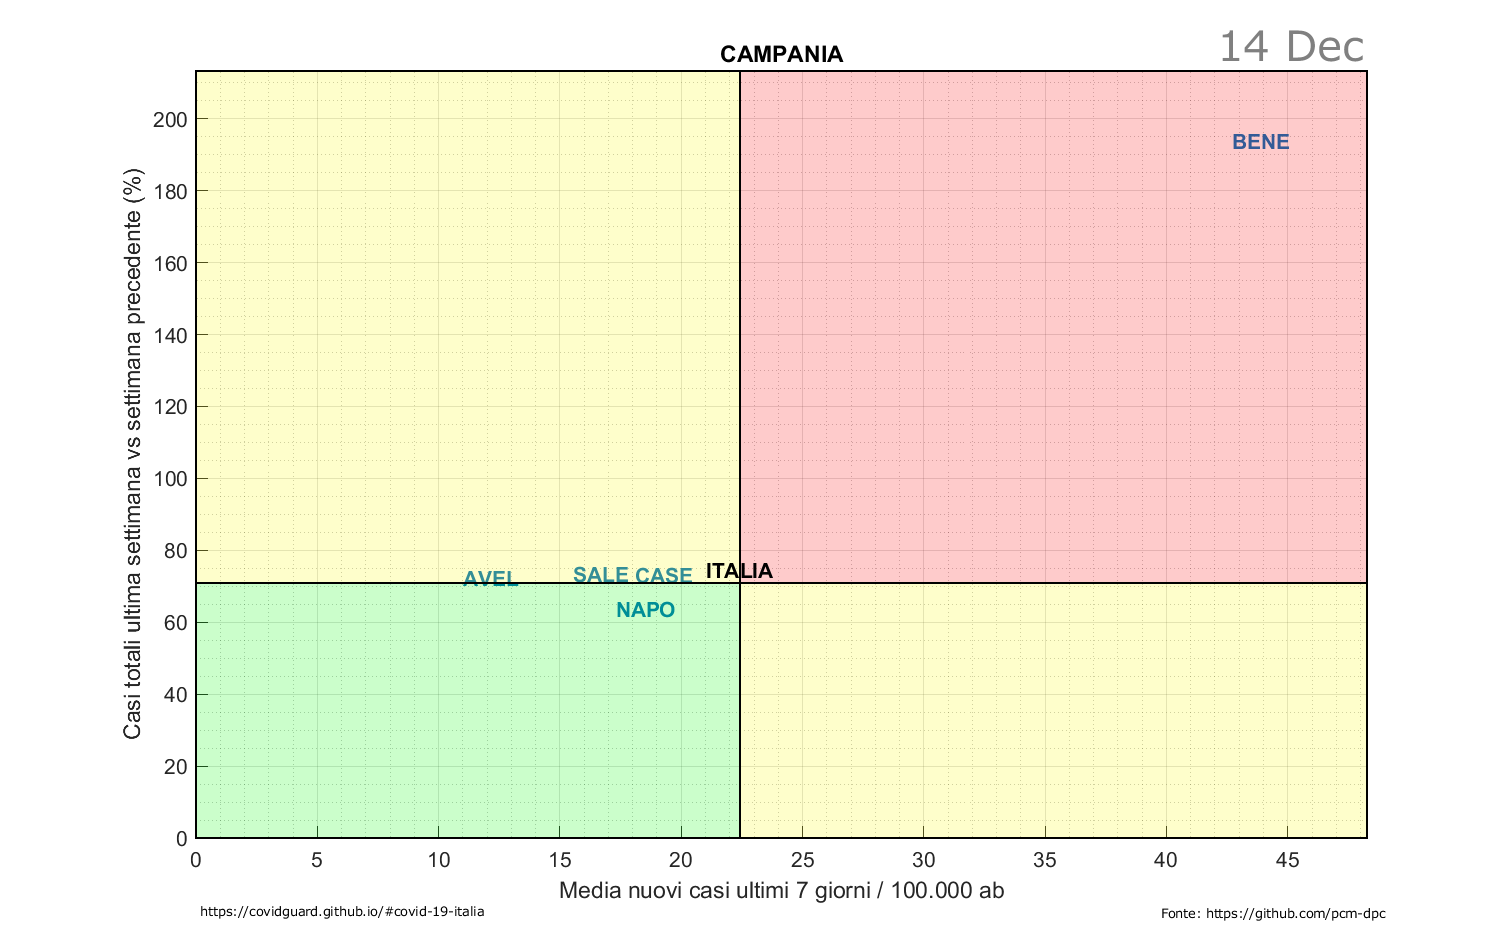 CAMPANIA
14 Dec
Casi totali ultima settimana vs settimana precedente (%)
200
180
160
140
120
100
80
60
40
20
0
BENE
AVEL
SALE CASE
ITALIA
NAPO
0 5 10 15 20 25 30 35 40 45
Media nuovi casi ultimi 7 giorni / 100.000 ab
https://covidguard.github.io/#covid-19-italia
Fonte: https://github.com/pcm-dpc